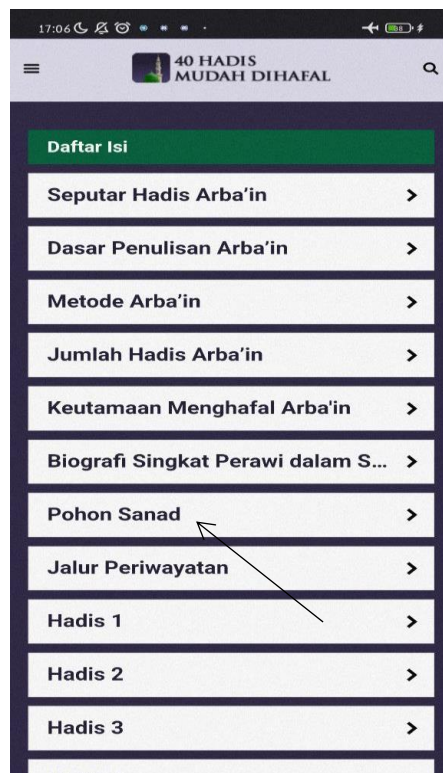 17:06
8
40 HADIS
MUDAH DIHAFAL
Daftar Isi
Seputar Hadis Arba’in
Dasar Penulisan Arba’in
Metode Arba’in
Jumlah Hadis Arba’in
Keutamaan Menghafal Arba'in
Biografi Singkat Perawi dalam S...
Pohon Sanad
Jalur Periwayatan
Hadis 1
Hadis 2
Hadis 3